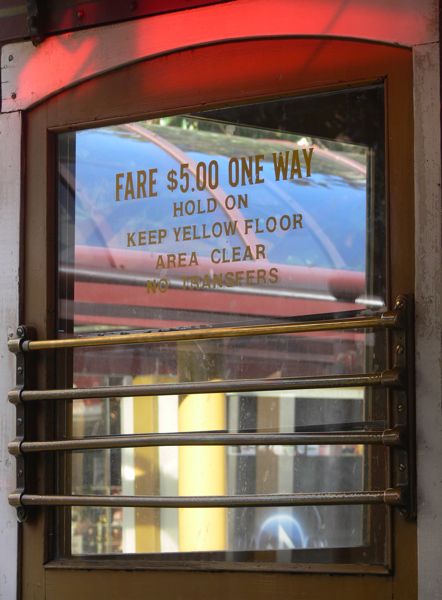 FARE $5.00 ONE WAY
HOLD ON
KEEP YELLOW FLOOR
AREA CLEAR
NO TRANSFERS